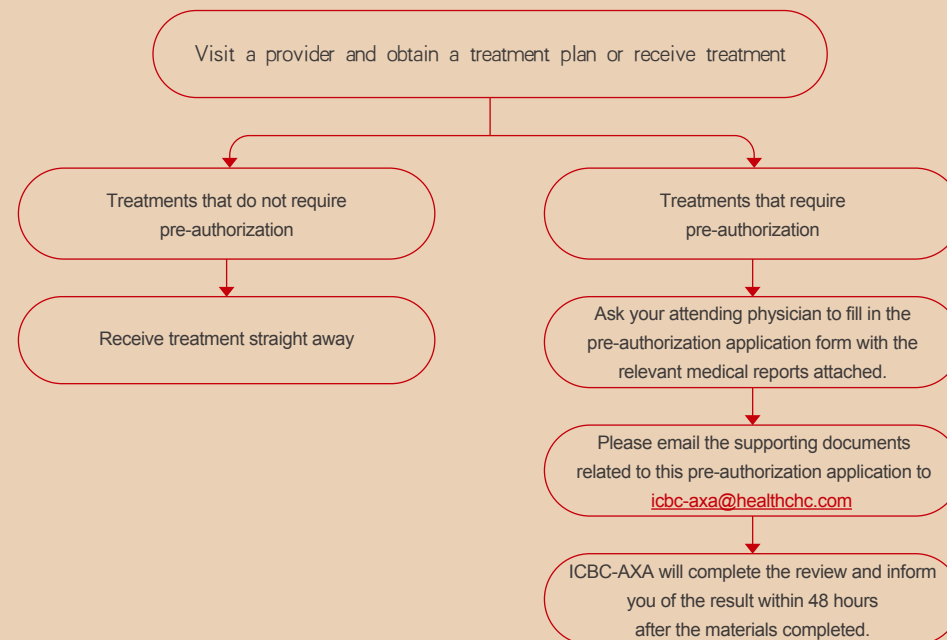 Visit a provider and obtain a treatment plan or receive treatment
Treatments that do not require
pre-authorization
Receive treatment straight away
Treatments that require
pre-authorization
Ask your attending physician to fill in the
pre-authorization application form with the
relevant medical reports attached.
Please email the supporting documents
related to this pre-authorization application to
icbc-axa@healthchc.com
ICBC-AXA will complete the review and inform
you of the result within 48 hours
after the materials completed.